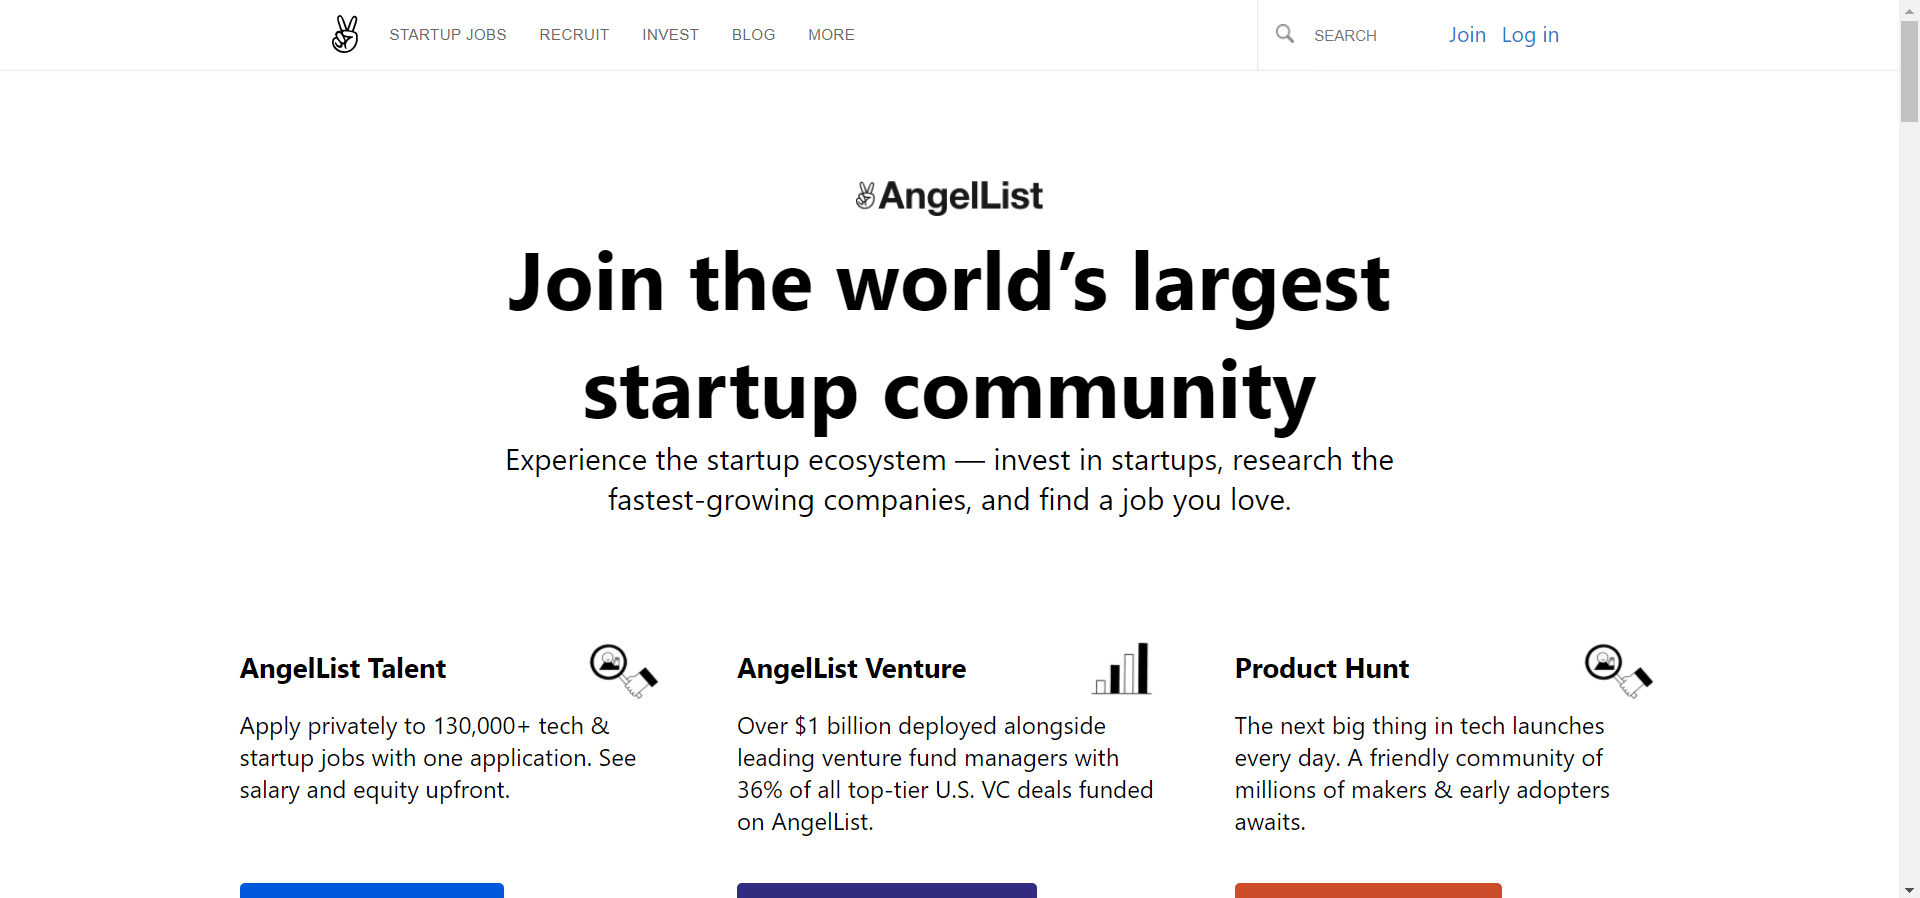 STARTUP JOBS RECRUIT INVEST BLOG MORE SEARCH Join Log in
AngelList
Join the world’s largest
startup community
Experience the startup ecosystem — invest in startups, research the
fastest-growing companies, and find a job you love.
AngelList Talent
Apply privately to 130,000+ tech &
startup jobs with one application. See
salary and equity upfront.
AngelList Venture
Over $1 billion deployed alongside
leading venture fund managers with
36% of all top-tier U.S. VC deals funded
on AngelList.
Product Hunt
The next big thing in tech launches
every day. A friendly community of
millions of makers & early adopters
awaits.